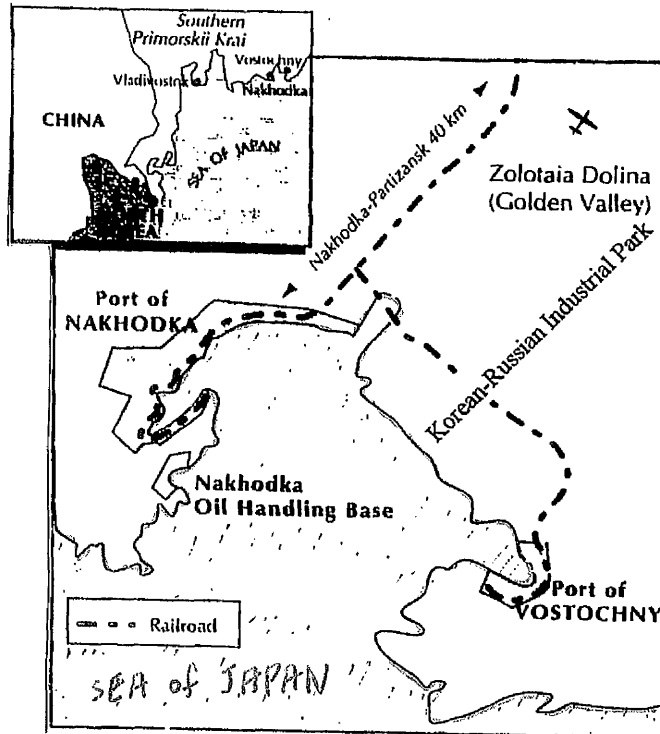 Southern
Primorskii Krai
Vostochny
Vladivostok
Nakhodka
CHINA
SEA OF JAPAN
Nakhodka-Partizansk 40 km
Zolotaia Dolina
(Golden Valley)
Korean-Russian Industrial Park
Port of
NAKHODKA
Nakhodka
Oil Handling Base
Port of
VOSTOCHNY
Railroad
SEA of JAPAN